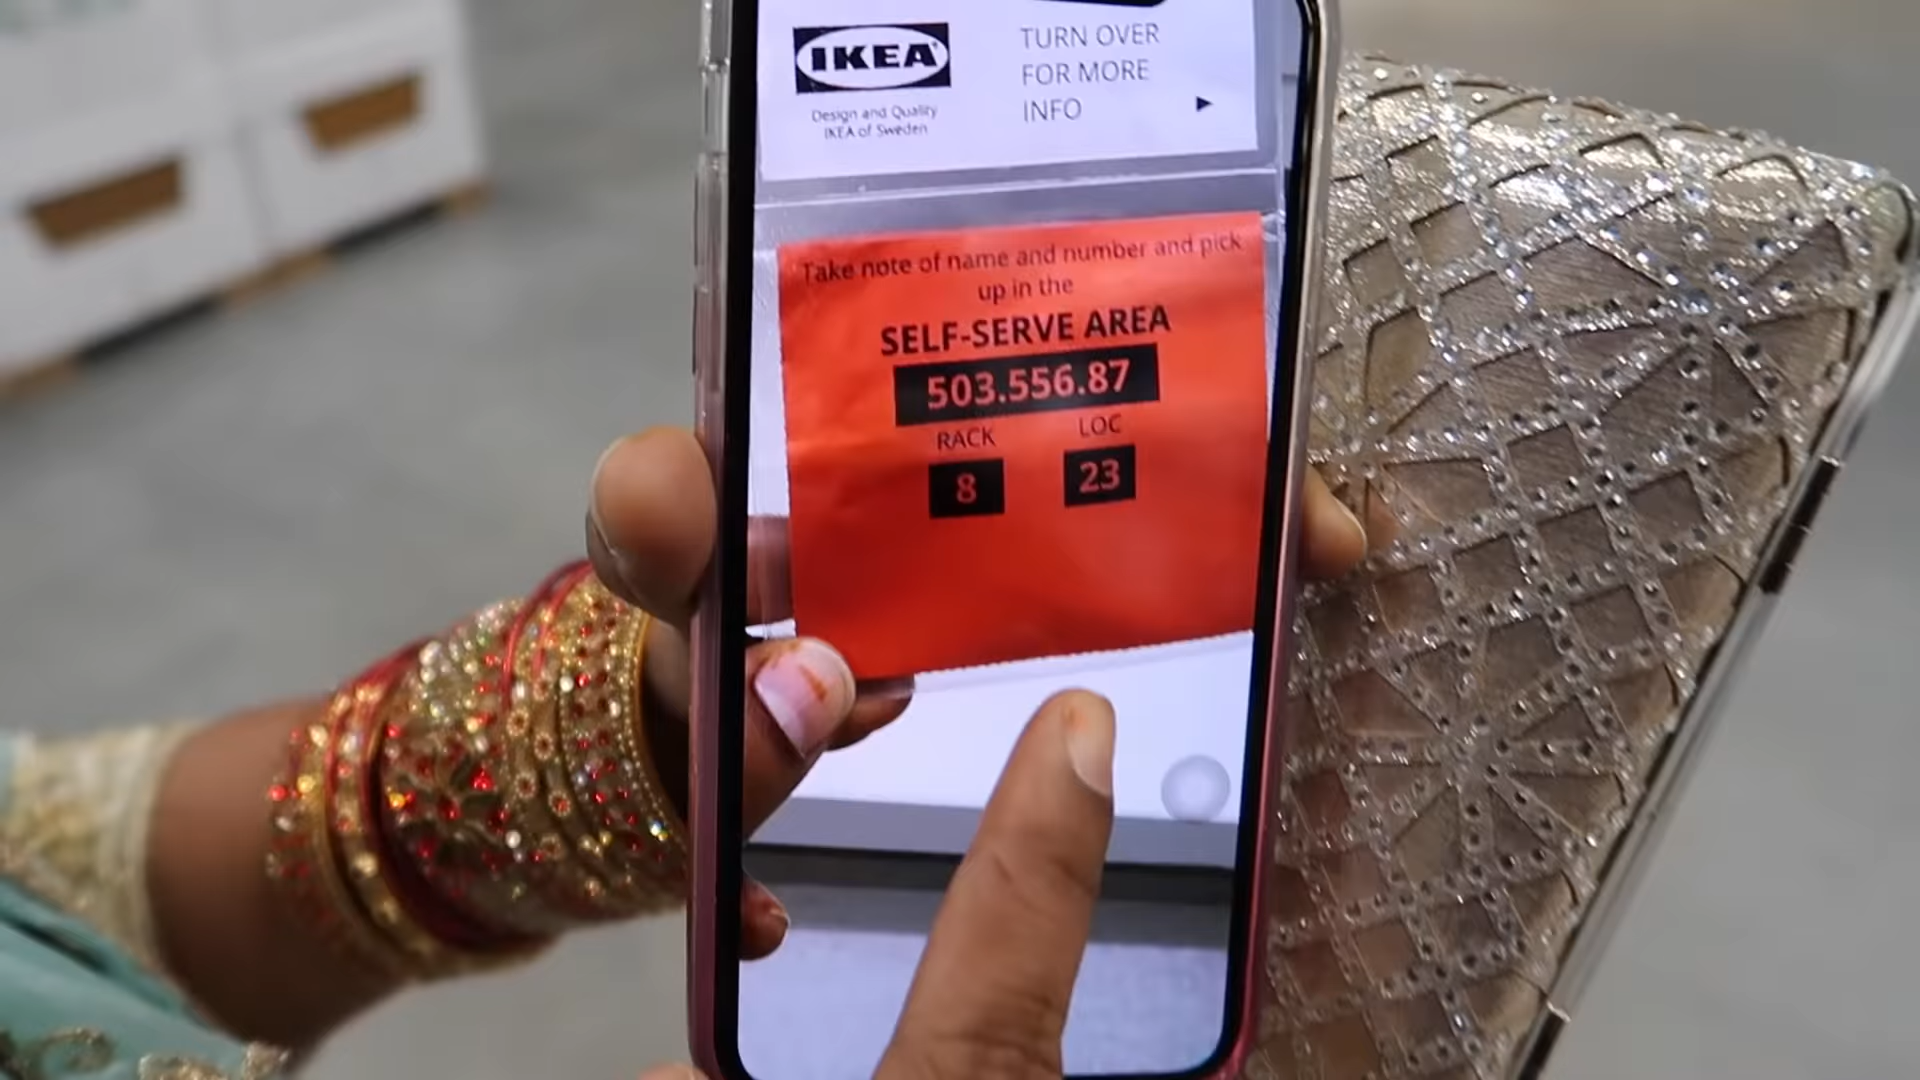 IKEA
Design and Quality
IKEA of Sweden
TURN OVER
FOR MORE
INFO
Take note of name and number and pick
up in the
SELF-SERVE AREA
503.556.87
RACK LOC
8 23